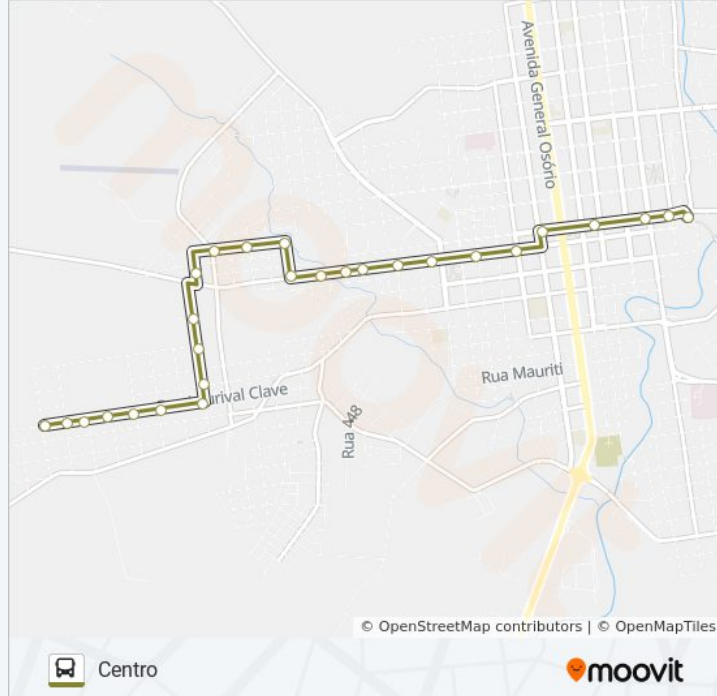 Avenida General Osório
Rua Mauriti
urival Clave
Rua 448
© OpenStreetMap contributors | © OpenMapTiles
Centro
moovit